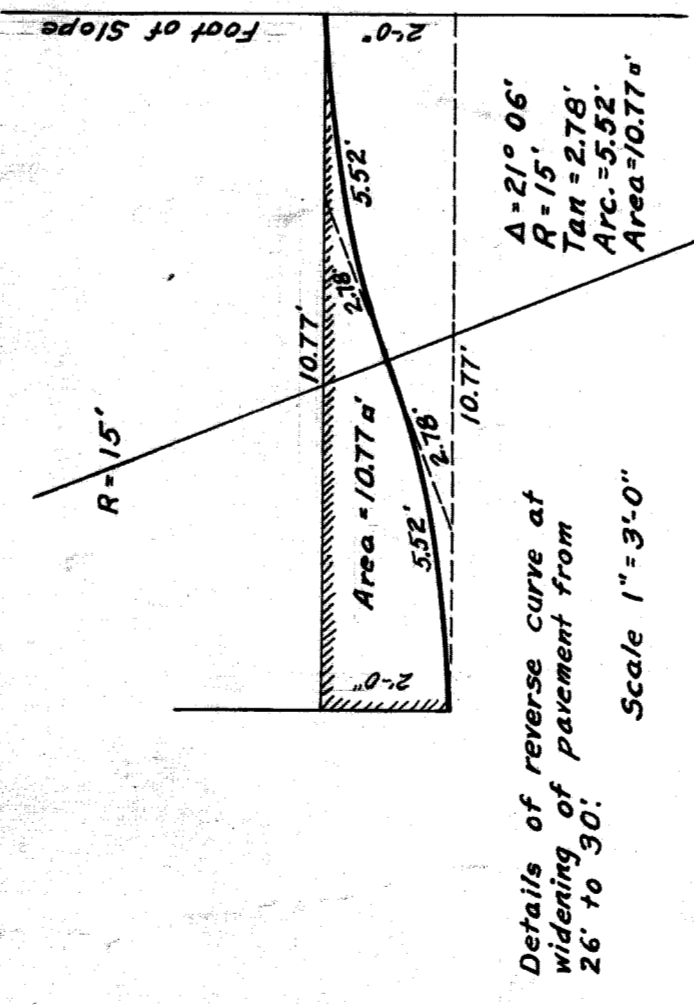 Foot of Slope
2'-0"
5.52'
2.78'
10.77'
R = 15'
Area = 10.77 □'
2.78'
5.52'
10.77'
2'-0"
Δ = 21° 06'
R = 15'
Tan = 2.78'
Arc. = 5.52'
Area = 10.77 □'
Details of reverse curve at
widening of pavement from
26' to 30'.
Scale 1" = 3'-0"